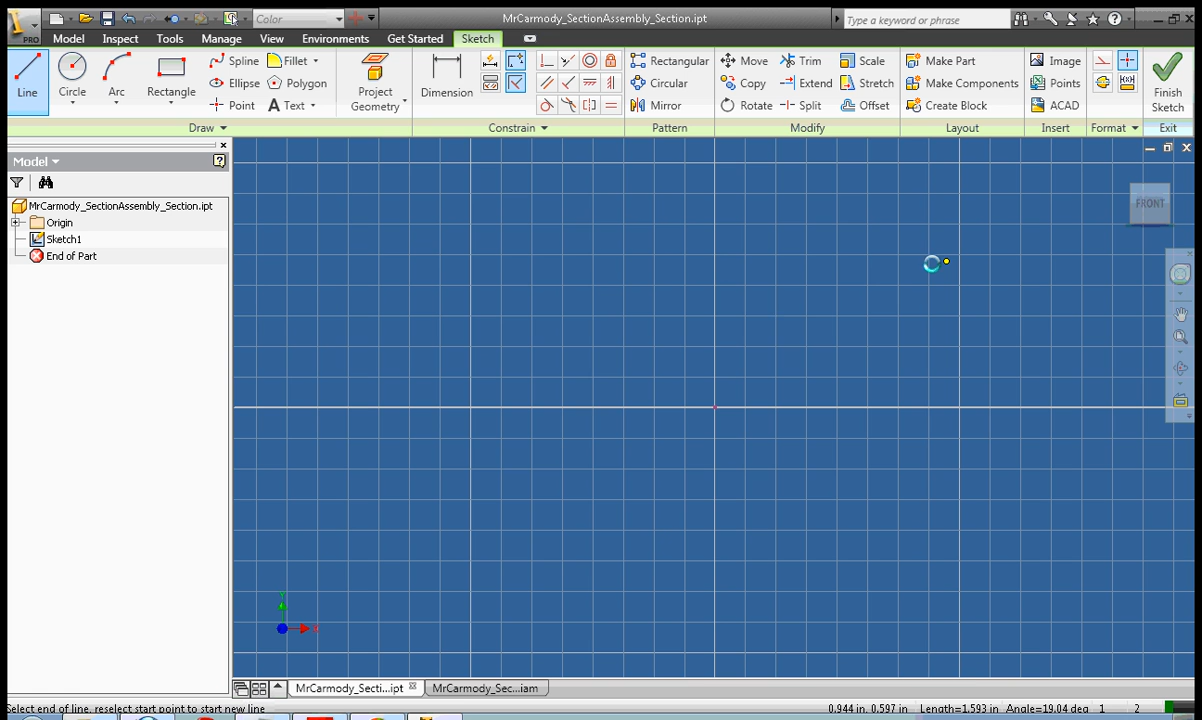 Color
MrCarmody_SectionAssembly_Section.ipt
Type a keyword or phrase
PRO
Model Inspect Tools Manage View Environments Get Started Sketch
Line Circle Arc Rectangle
Spline Fillet
Ellipse Polygon
Point Text
Project Geometry
Dimension
Rectangular
Circular
Mirror
Move Trim Scale
Copy Extend Stretch
Rotate Split Offset
Make Part
Make Components
Create Block
Image
Points
ACAD
Finish Sketch
Draw Constrain Pattern Modify Layout Insert Format Exit
Model
MrCarmody_SectionAssembly_Section.ipt
Origin
Sketch1
End of Part
FRONT
Y
X
MrCarmody_Secti...ipt MrCarmody_Sec...iam
Select end of line, reselect start point to start new line 0.944 in, 0.597 in Length=1.593 in Angle=19.04 deg 1 2